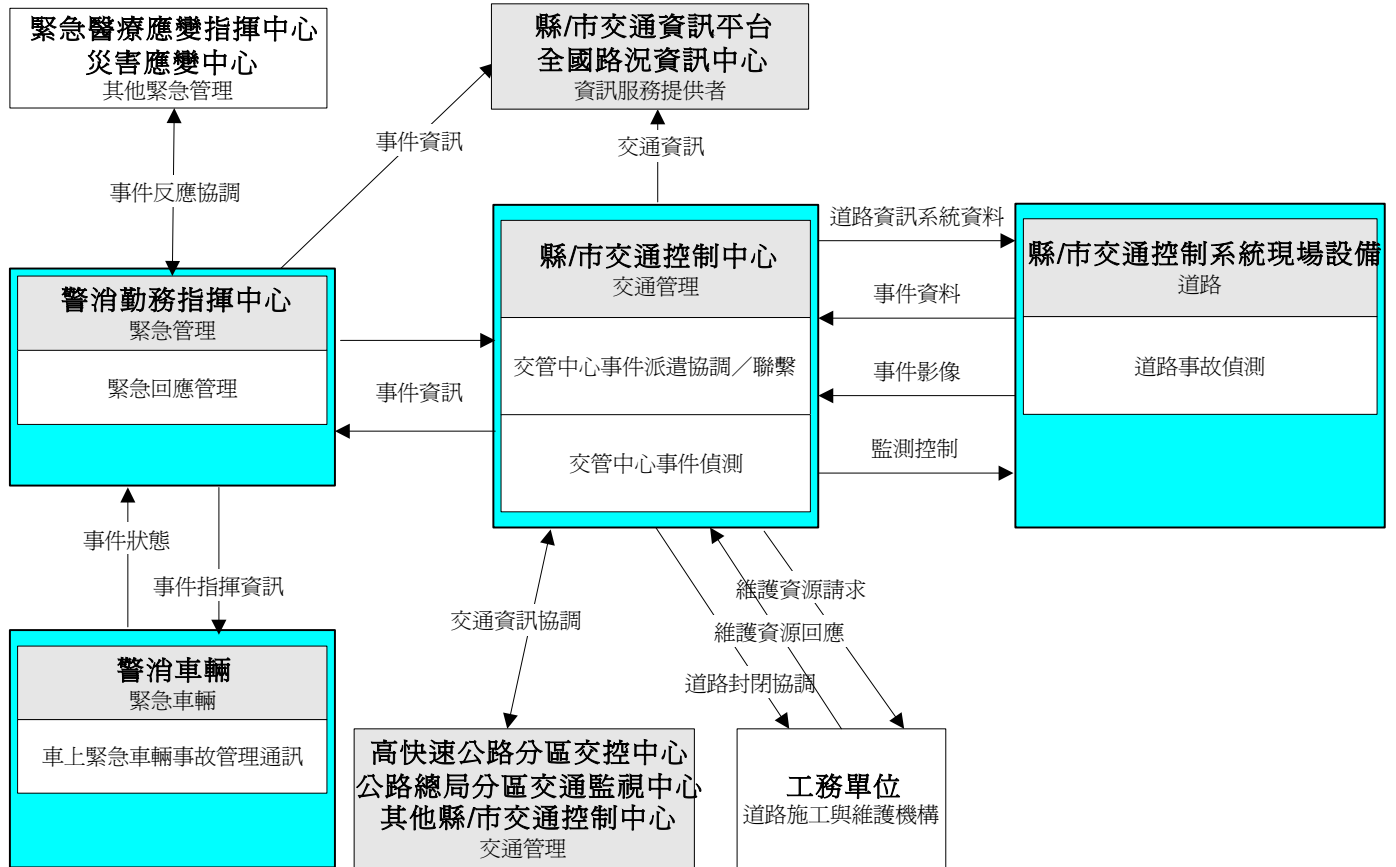 緊急醫療應變指揮中心
災害應變中心
其他緊急管理
縣/市交通資訊平台
全國路況資訊中心
資訊服務提供者
事件資訊
交通資訊
事件反應協調
警消勤務指揮中心
緊急管理
緊急回應管理
事件資訊
縣/市交通控制中心
交通管理
交管中心事件派遣協調／聯繫
交管中心事件偵測
道路資訊系統資料
事件資料
事件影像
監測控制
縣/市交通控制系統現場設備
道路
道路事故偵測
事件狀態
事件指揮資訊
警消車輛
緊急車輛
車上緊急車輛事故管理通訊
交通資訊協調
維護資源請求
維護資源回應
道路封閉協調
高快速公路分區交控中心
公路總局分區交通監視中心
其他縣/市交通控制中心
交通管理
工務單位
道路施工與維護機構